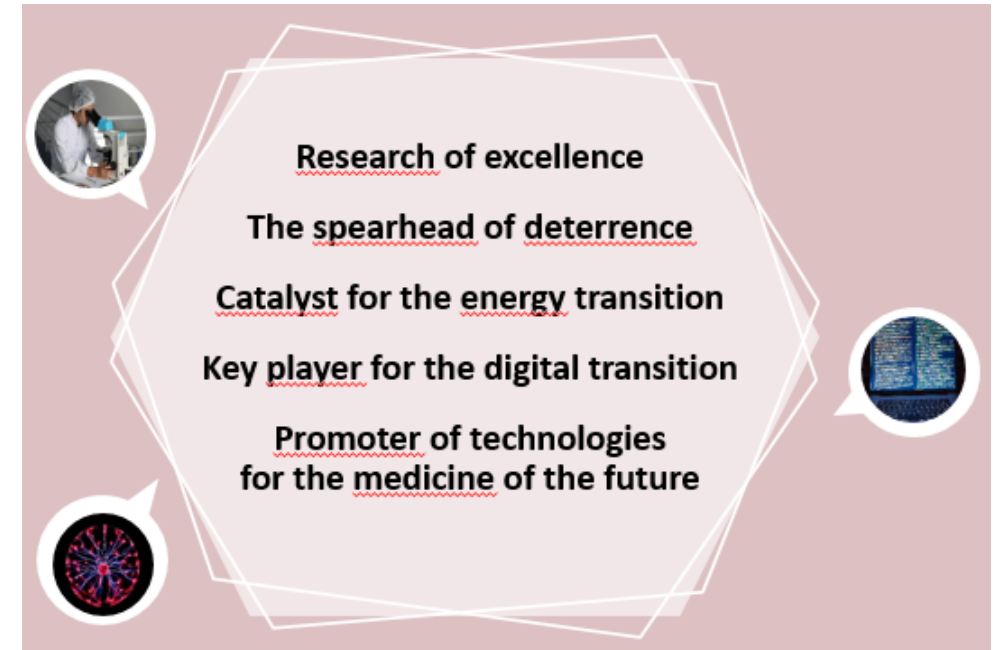 Research of excellence
The spearhead of deterrence
Catalyst for the energy transition
Key player for the digital transition
Promoter of technologies
for the medicine of the future